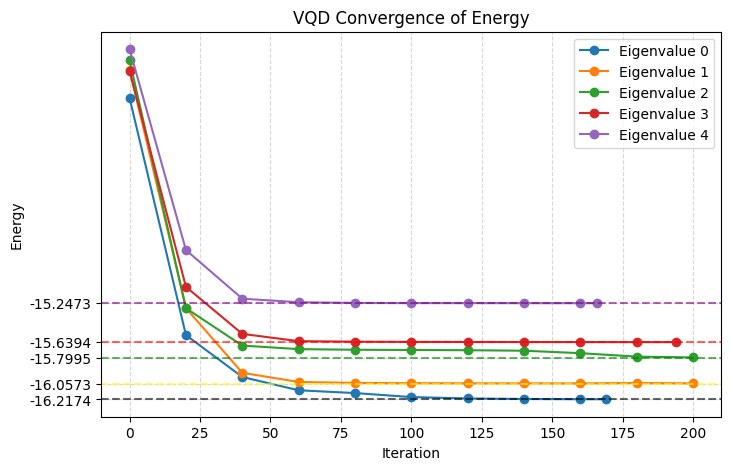 VQD Convergence of Energy
Eigenvalue 0
Eigenvalue 1
Eigenvalue 2
Eigenvalue 3
Eigenvalue 4
Energy
-15.2473
-15.6394
-15.7995
-16.0573
-16.2174
0 25 50 75 100 125 150 175 200
Iteration